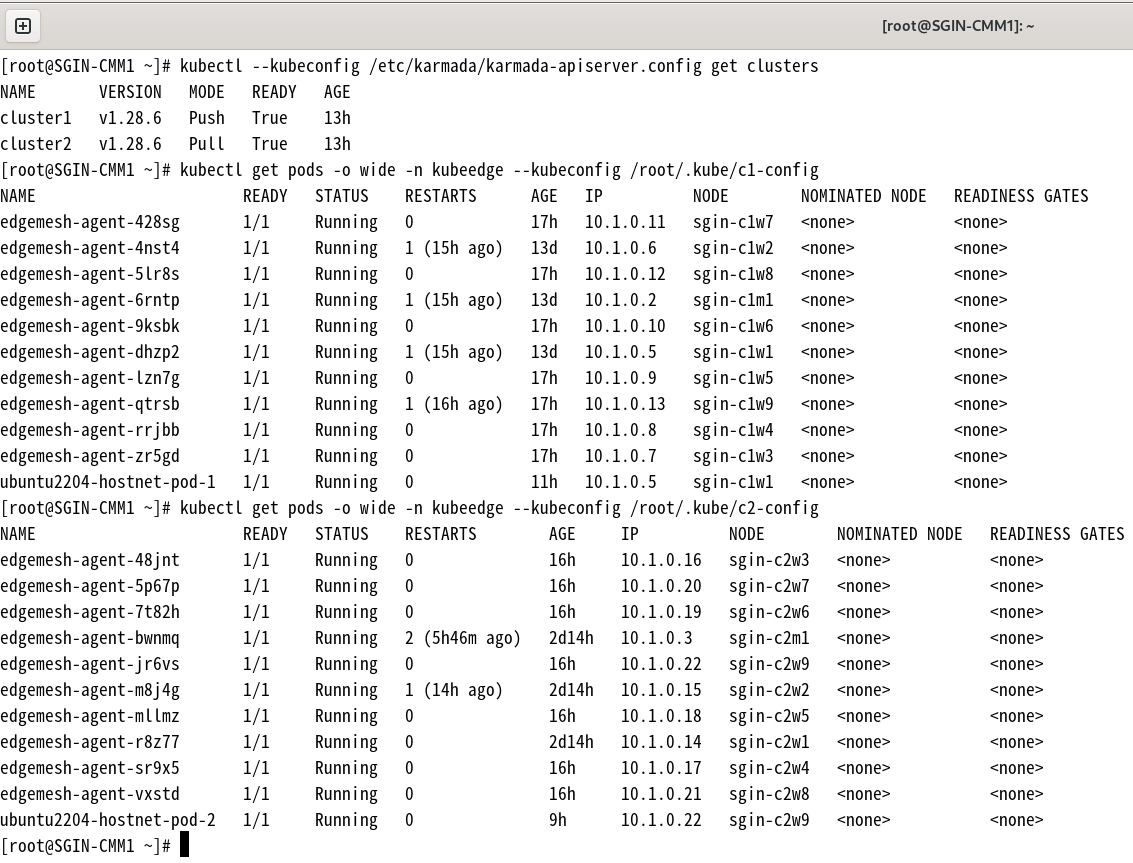 [root@SGIN-CMM1]: ~
[root@SGIN-CMM1 ~]# kubectl --kubeconfig /etc/karmada/karmada-apiserver.config get clusters
NAME       VERSION   MODE   READY   AGE
cluster1   v1.28.6   Push   True    13h
cluster2   v1.28.6   Pull   True    13h
[root@SGIN-CMM1 ~]# kubectl get pods -o wide -n kubeedge --kubeconfig /root/.kube/c1-config
NAME                       READY   STATUS    RESTARTS      AGE   IP          NODE        NOMINATED NODE   READINESS GATES
edgemesh-agent-428sg       1/1     Running   0             17h   10.1.0.11   sgin-c1w7   <none>           <none>
edgemesh-agent-4nst4       1/1     Running   1 (15h ago)   13d   10.1.0.6    sgin-c1w2   <none>           <none>
edgemesh-agent-5lr8s       1/1     Running   0             17h   10.1.0.12   sgin-c1w8   <none>           <none>
edgemesh-agent-6rntp       1/1     Running   1 (15h ago)   13d   10.1.0.2    sgin-c1m1   <none>           <none>
edgemesh-agent-9ksbk       1/1     Running   0             17h   10.1.0.10   sgin-c1w6   <none>           <none>
edgemesh-agent-dhzp2       1/1     Running   1 (15h ago)   13d   10.1.0.5    sgin-c1w1   <none>           <none>
edgemesh-agent-lzn7g       1/1     Running   0             17h   10.1.0.9    sgin-c1w5   <none>           <none>
edgemesh-agent-qtrsb       1/1     Running   1 (16h ago)   17h   10.1.0.13   sgin-c1w9   <none>           <none>
edgemesh-agent-rrjbb       1/1     Running   0             17h   10.1.0.8    sgin-c1w4   <none>           <none>
edgemesh-agent-zr5gd       1/1     Running   0             17h   10.1.0.7    sgin-c1w3   <none>           <none>
ubuntu2204-hostnet-pod-1   1/1     Running   0             11h   10.1.0.5    sgin-c1w1   <none>           <none>
[root@SGIN-CMM1 ~]# kubectl get pods -o wide -n kubeedge --kubeconfig /root/.kube/c2-config
NAME                       READY   STATUS    RESTARTS        AGE     IP          NODE        NOMINATED NODE   READINESS GATES
edgemesh-agent-48jnt       1/1     Running   0               16h     10.1.0.16   sgin-c2w3   <none>           <none>
edgemesh-agent-5p67p       1/1     Running   0               16h     10.1.0.20   sgin-c2w7   <none>           <none>
edgemesh-agent-7t82h       1/1     Running   0               16h     10.1.0.19   sgin-c2w6   <none>           <none>
edgemesh-agent-bwnmq       1/1     Running   2 (5h46m ago)   2d14h   10.1.0.3    sgin-c2m1   <none>           <none>
edgemesh-agent-jr6vs       1/1     Running   0               16h     10.1.0.22   sgin-c2w9   <none>           <none>
edgemesh-agent-m8j4g       1/1     Running   1 (14h ago)     2d14h   10.1.0.15   sgin-c2w2   <none>           <none>
edgemesh-agent-mllmz       1/1     Running   0               16h     10.1.0.18   sgin-c2w5   <none>           <none>
edgemesh-agent-r8z77       1/1     Running   0               2d14h   10.1.0.14   sgin-c2w1   <none>           <none>
edgemesh-agent-sr9x5       1/1     Running   0               16h     10.1.0.17   sgin-c2w4   <none>           <none>
edgemesh-agent-vxstd       1/1     Running   0               16h     10.1.0.21   sgin-c2w8   <none>           <none>
ubuntu2204-hostnet-pod-2   1/1     Running   0               9h      10.1.0.22   sgin-c2w9   <none>           <none>
[root@SGIN-CMM1 ~]#